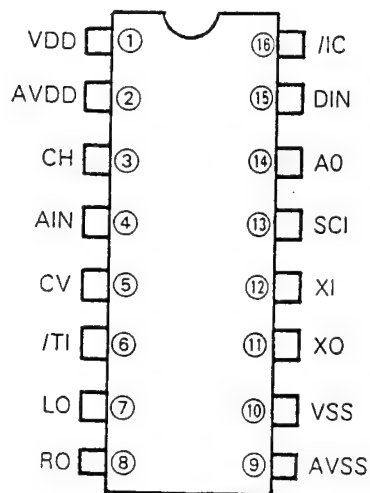 VDD ① ⑯ /IC
AVDD ② ⑮ DIN
CH ③ ⑭ A0
AIN ④ ⑬ SCI
CV ⑤ ⑫ XI
/TI ⑥ ⑪ XO
LO ⑦ ⑩ VSS
RO ⑧ ⑨ AVSS